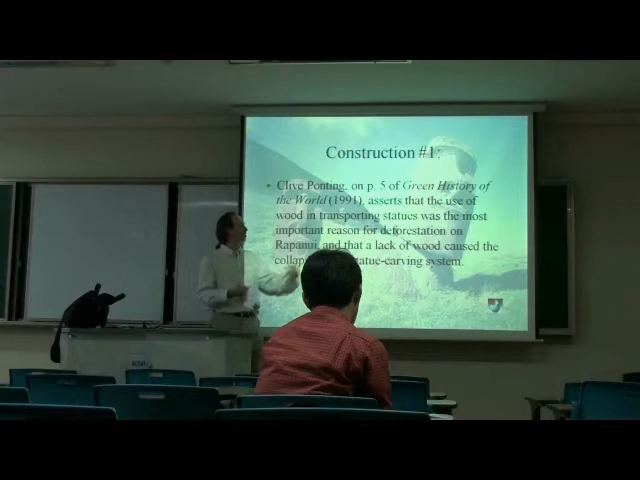 Construction #1:
• Clive Ponting, on p. 5 of Green History of
the World (1991), asserts that the use of
wood in transporting statues was the most
important reason for deforestation on
Rapanui, and that a lack of wood caused the
statue-carving system.